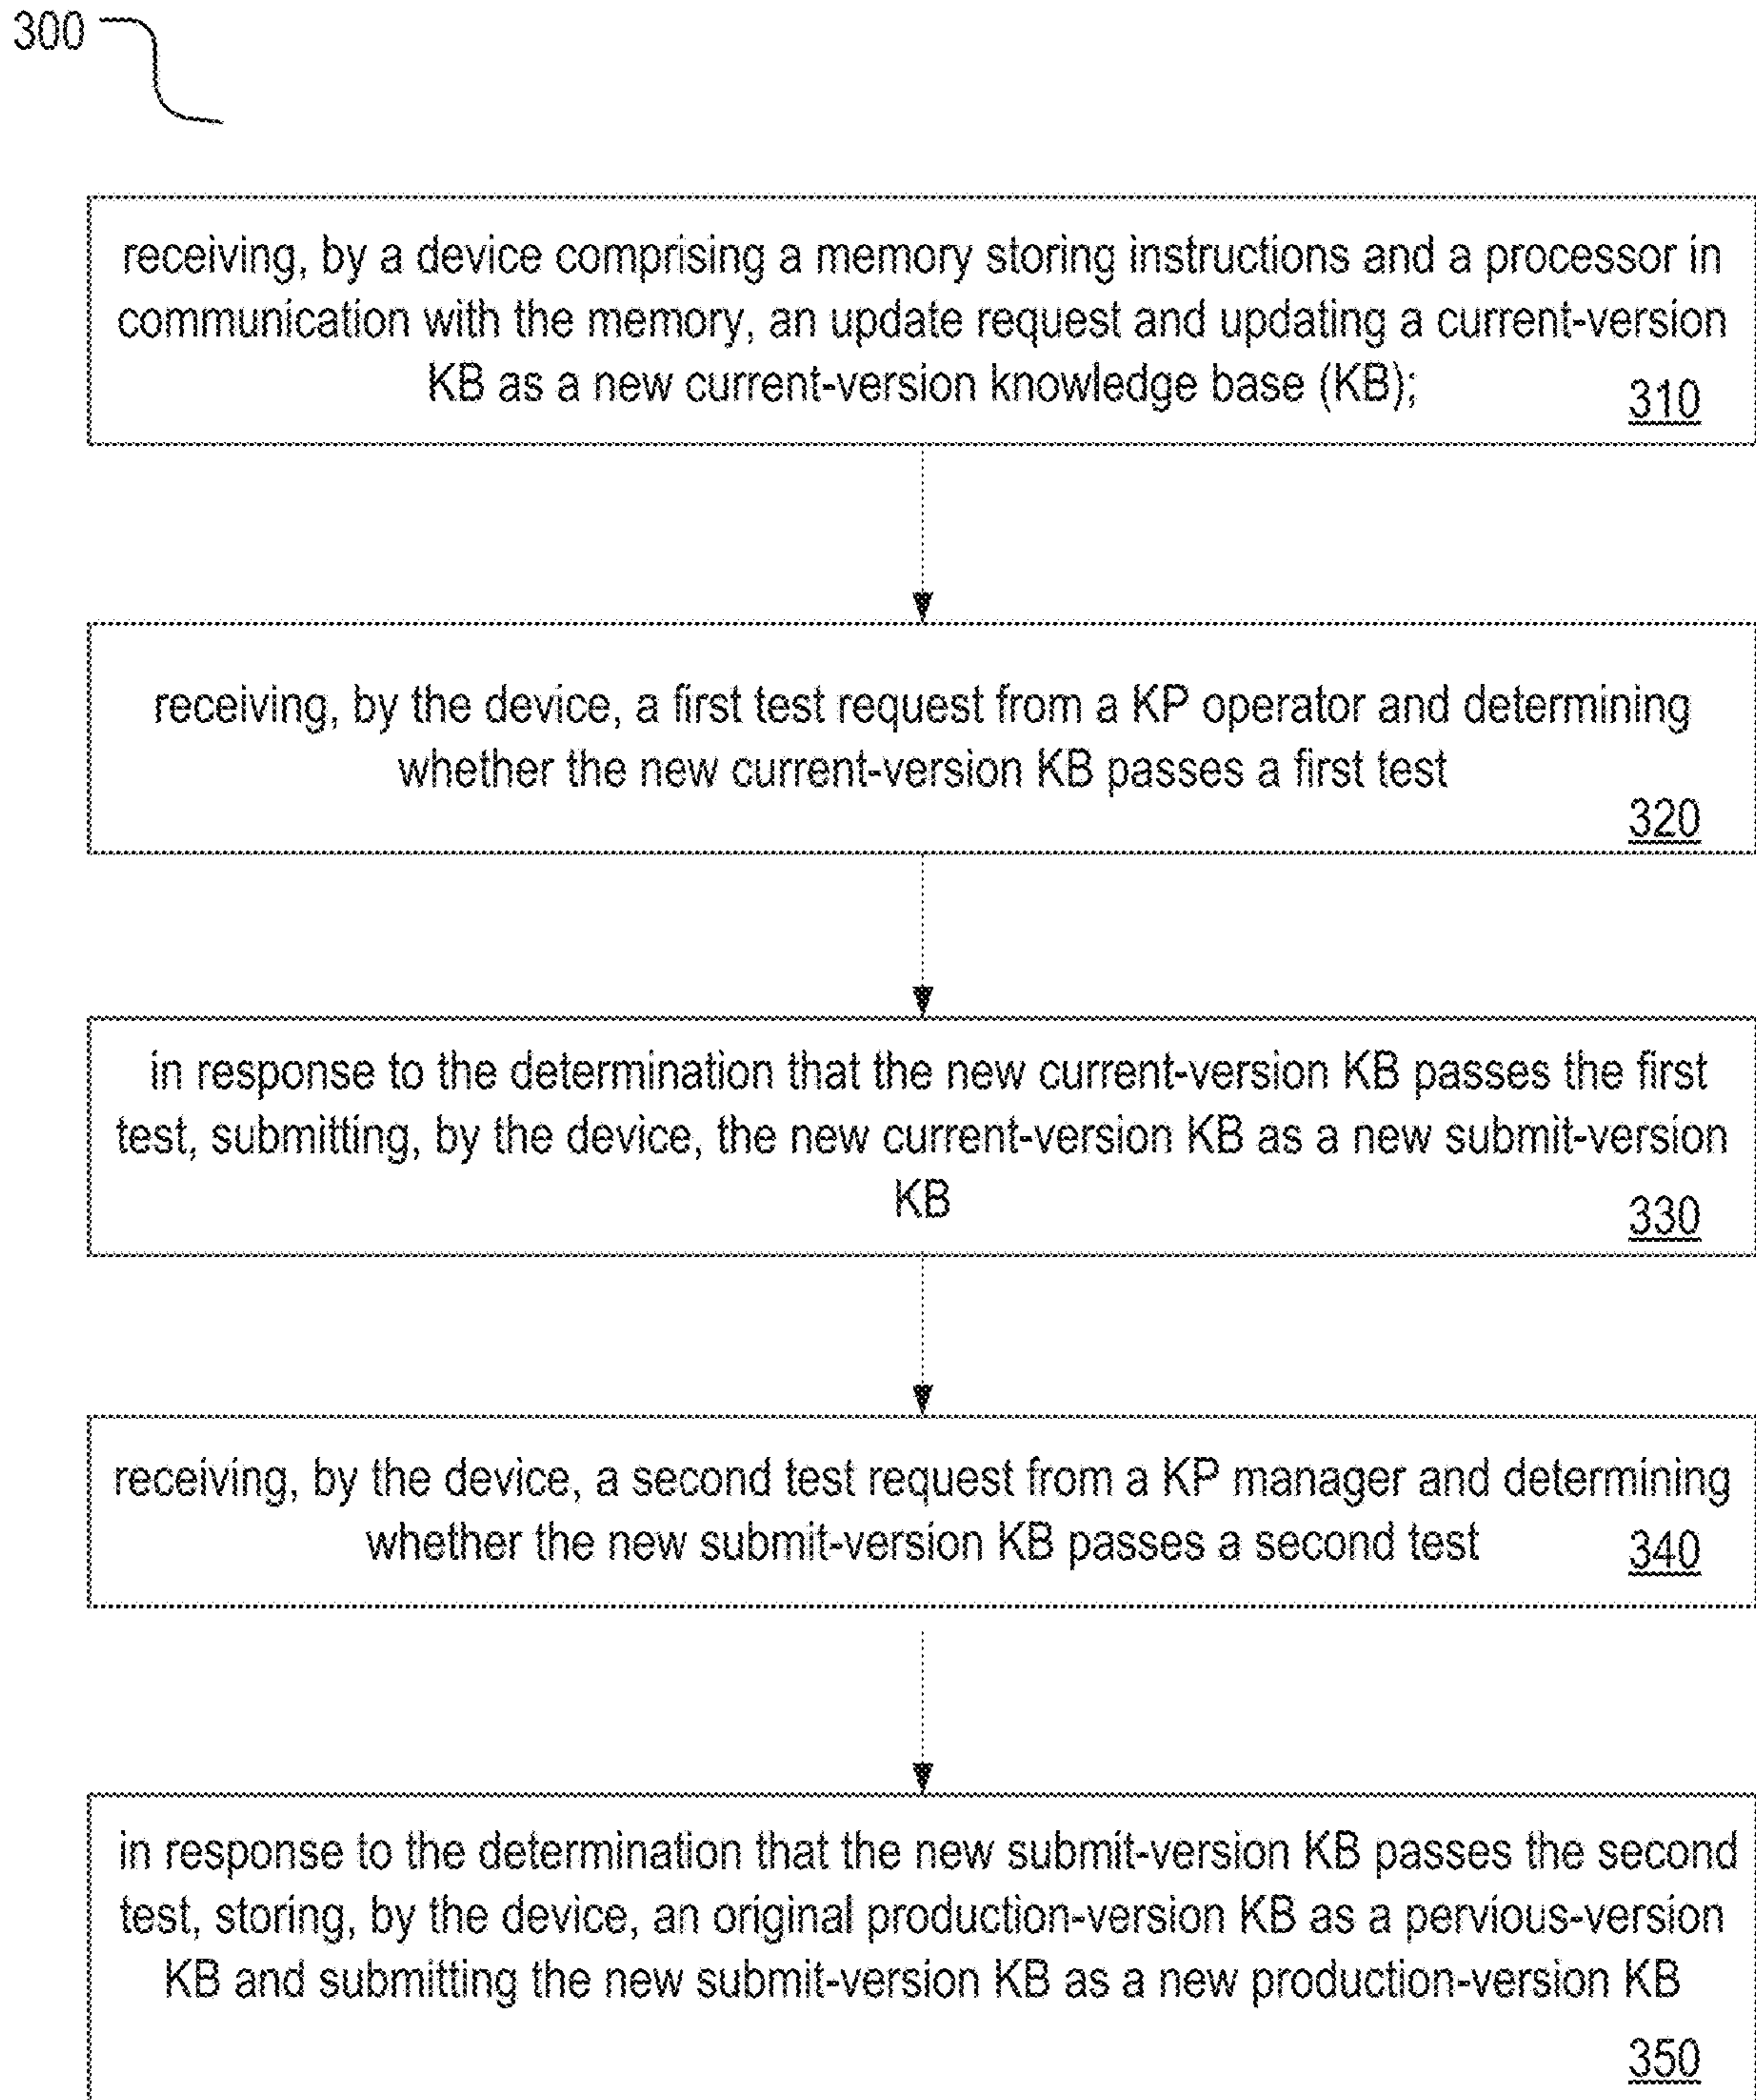 300
receiving, by a device comprising a memory storing instructions and a processor in
communication with the memory, an update request and updating a current-version
KB as a new current-version knowledge base (KB);
310
receiving, by the device, a first test request from a KP operator and determining
whether the new current-version KB passes a first test
320
in response to the determination that the new current-version KB passes the first
test, submitting, by the device, the new current-version KB as a new submit-version
KB
330
receiving, by the device, a second test request from a KP manager and determining
whether the new submit-version KB passes a second test
340
in response to the determination that the new submit-version KB passes the second
test, storing, by the device, an original production-version KB as a pervious-version
KB and submitting the new submit-version KB as a new production-version KB
350